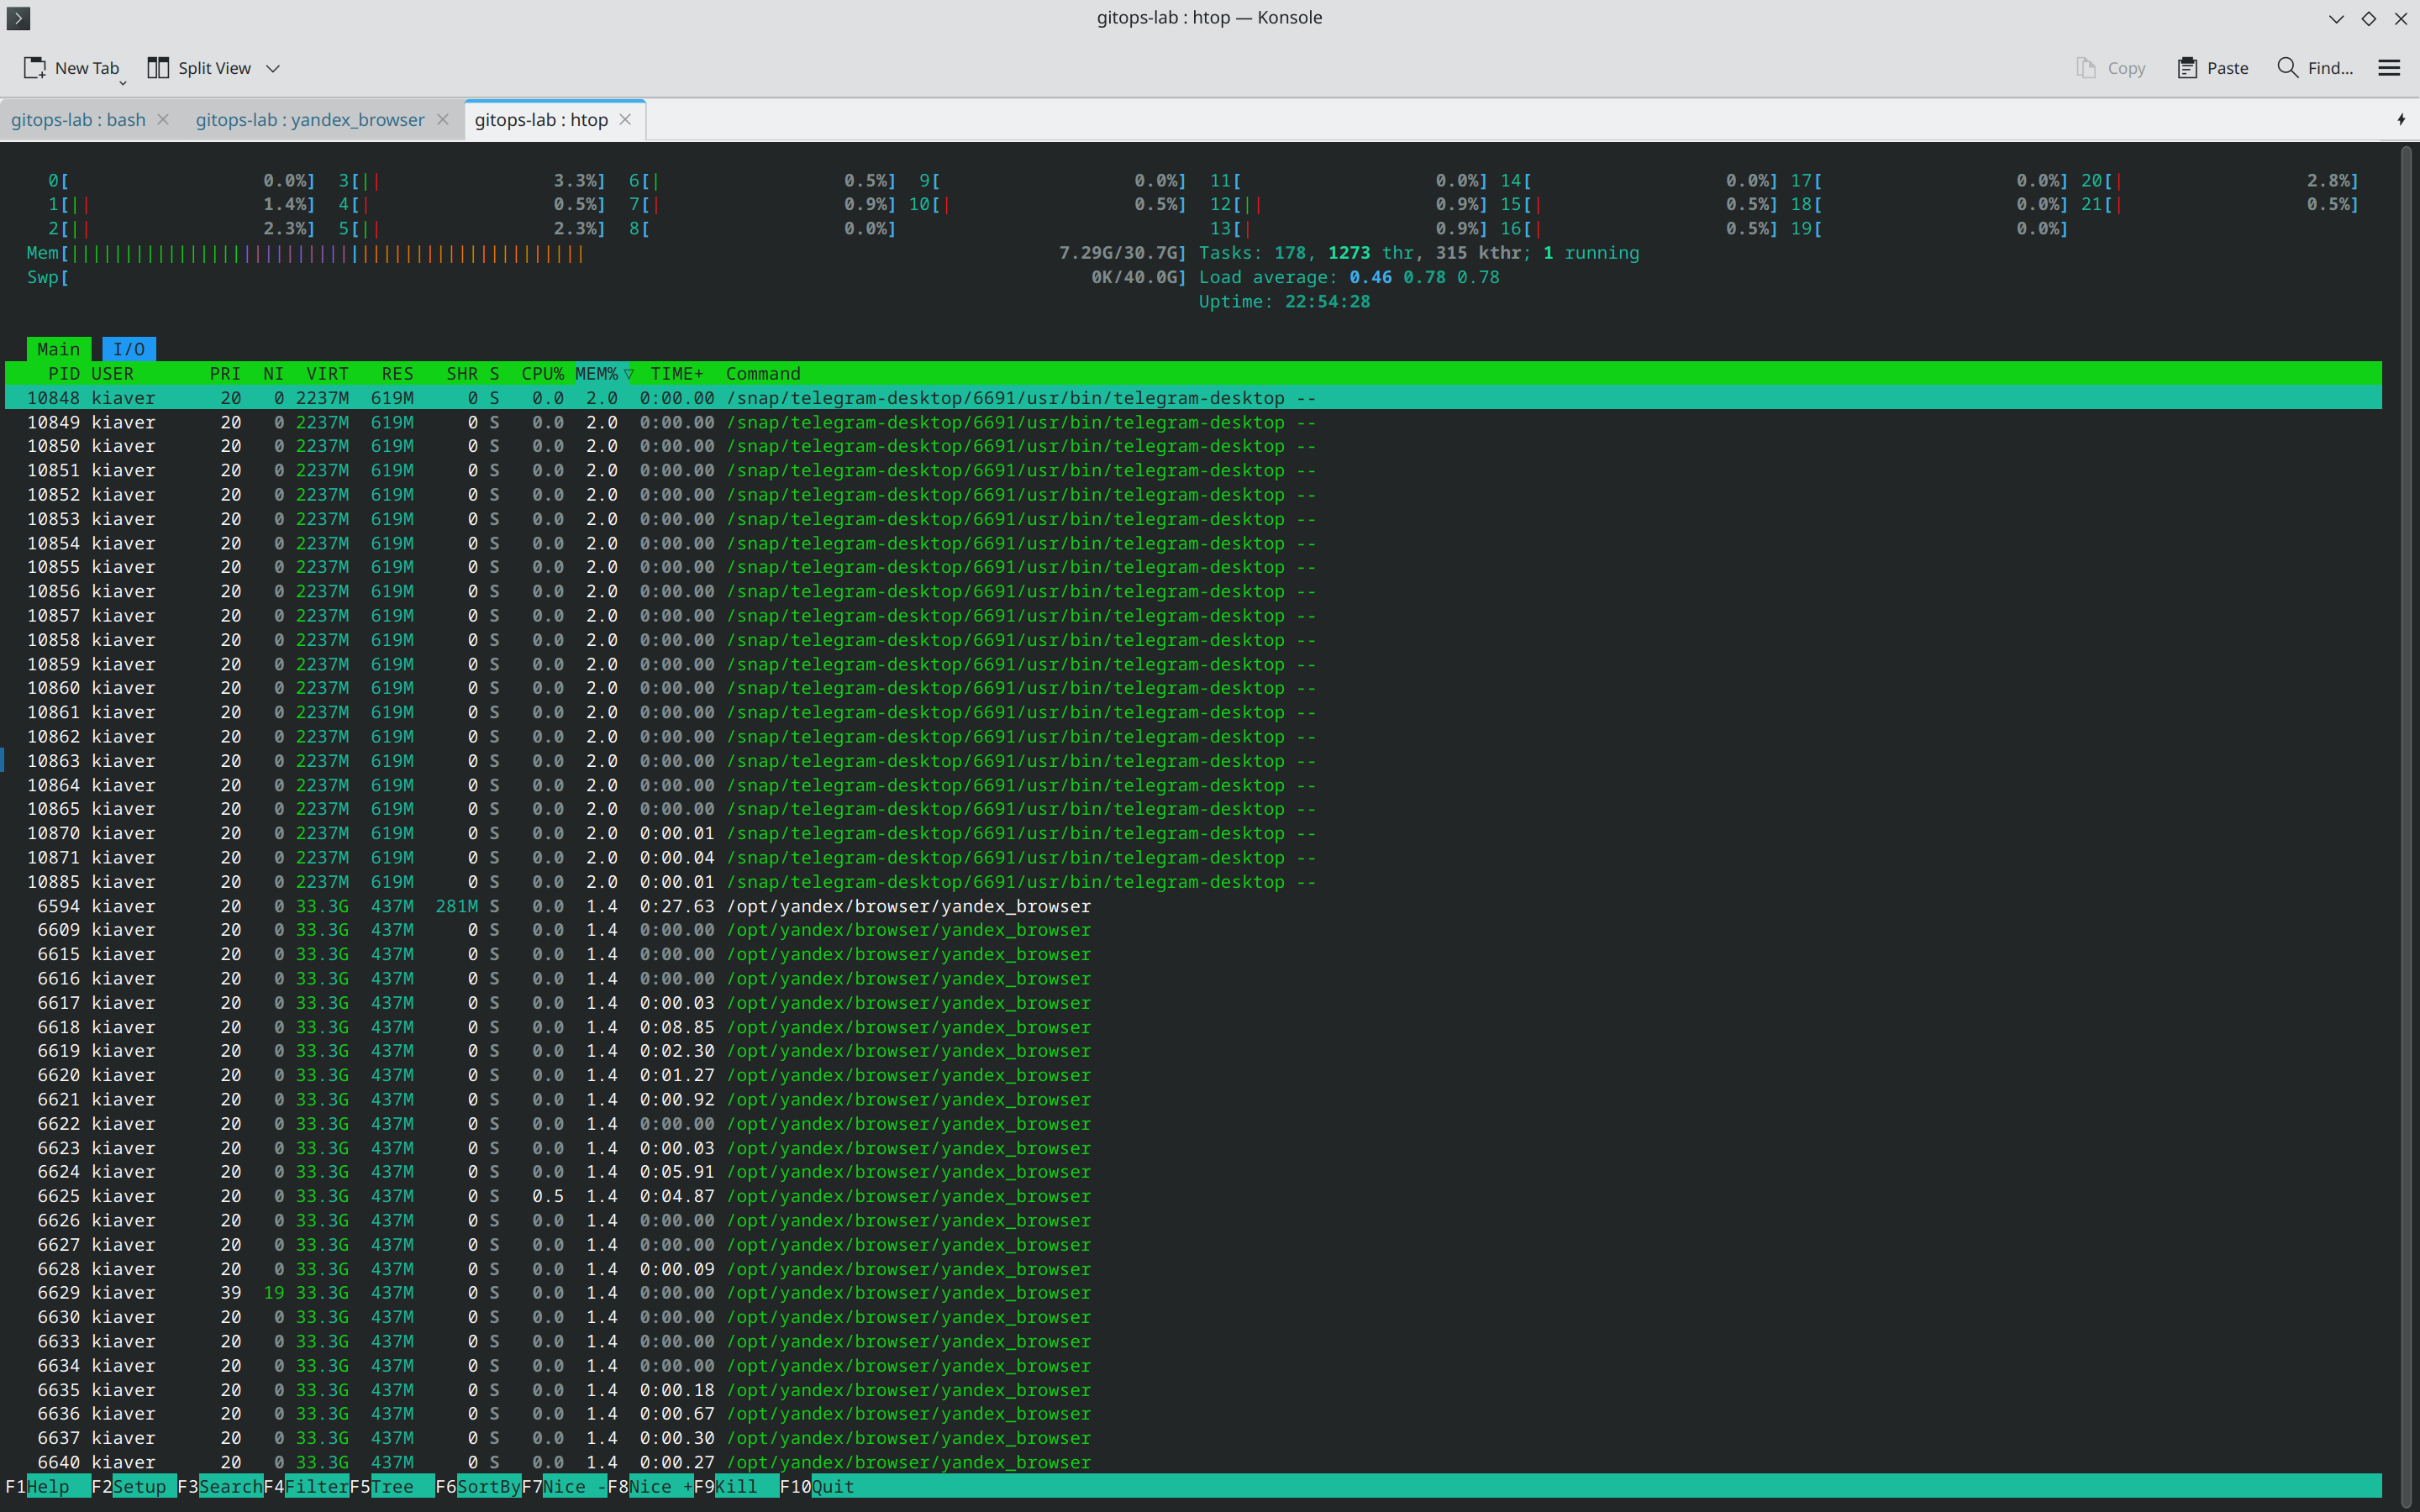 gitops-lab : htop — Konsole
New Tab Split View Copy Paste Find...
gitops-lab : bash gitops-lab : yandex_browser gitops-lab : htop
0[ 0.0%] 3[|| 3.3%] 6[| 0.5%] 9[ 0.0%] 11[ 0.0%] 14[ 0.0%] 17[ 0.0%] 20[| 2.8%]
1[|| 1.4%] 4[| 0.5%] 7[| 0.9%] 10[| 0.5%] 12[|| 0.9%] 15[| 0.5%] 18[ 0.0%] 21[| 0.5%]
2[|| 2.3%] 5[|| 2.3%] 8[ 0.0%] 13[| 0.9%] 16[| 0.5%] 19[ 0.0%]
Mem[|||||||||||||||||||||||||||||||||||||||||||||||| 7.29G/30.7G] Tasks: 178, 1273 thr, 315 kthr; 1 running
Swp[ 0K/40.0G] Load average: 0.46 0.78 0.78
Uptime: 22:54:28
Main I/O
PID USER PRI NI VIRT RES SHR S CPU% MEM%▽ TIME+ Command
10848 kiaver 20 0 2237M 619M 0 S 0.0 2.0 0:00.00 /snap/telegram-desktop/6691/usr/bin/telegram-desktop --
10849 kiaver 20 0 2237M 619M 0 S 0.0 2.0 0:00.00 /snap/telegram-desktop/6691/usr/bin/telegram-desktop --
10850 kiaver 20 0 2237M 619M 0 S 0.0 2.0 0:00.00 /snap/telegram-desktop/6691/usr/bin/telegram-desktop --
10851 kiaver 20 0 2237M 619M 0 S 0.0 2.0 0:00.00 /snap/telegram-desktop/6691/usr/bin/telegram-desktop --
10852 kiaver 20 0 2237M 619M 0 S 0.0 2.0 0:00.00 /snap/telegram-desktop/6691/usr/bin/telegram-desktop --
10853 kiaver 20 0 2237M 619M 0 S 0.0 2.0 0:00.00 /snap/telegram-desktop/6691/usr/bin/telegram-desktop --
10854 kiaver 20 0 2237M 619M 0 S 0.0 2.0 0:00.00 /snap/telegram-desktop/6691/usr/bin/telegram-desktop --
10855 kiaver 20 0 2237M 619M 0 S 0.0 2.0 0:00.00 /snap/telegram-desktop/6691/usr/bin/telegram-desktop --
10856 kiaver 20 0 2237M 619M 0 S 0.0 2.0 0:00.00 /snap/telegram-desktop/6691/usr/bin/telegram-desktop --
10857 kiaver 20 0 2237M 619M 0 S 0.0 2.0 0:00.00 /snap/telegram-desktop/6691/usr/bin/telegram-desktop --
10858 kiaver 20 0 2237M 619M 0 S 0.0 2.0 0:00.00 /snap/telegram-desktop/6691/usr/bin/telegram-desktop --
10859 kiaver 20 0 2237M 619M 0 S 0.0 2.0 0:00.00 /snap/telegram-desktop/6691/usr/bin/telegram-desktop --
10860 kiaver 20 0 2237M 619M 0 S 0.0 2.0 0:00.00 /snap/telegram-desktop/6691/usr/bin/telegram-desktop --
10861 kiaver 20 0 2237M 619M 0 S 0.0 2.0 0:00.00 /snap/telegram-desktop/6691/usr/bin/telegram-desktop --
10862 kiaver 20 0 2237M 619M 0 S 0.0 2.0 0:00.00 /snap/telegram-desktop/6691/usr/bin/telegram-desktop --
10863 kiaver 20 0 2237M 619M 0 S 0.0 2.0 0:00.00 /snap/telegram-desktop/6691/usr/bin/telegram-desktop --
10864 kiaver 20 0 2237M 619M 0 S 0.0 2.0 0:00.00 /snap/telegram-desktop/6691/usr/bin/telegram-desktop --
10865 kiaver 20 0 2237M 619M 0 S 0.0 2.0 0:00.00 /snap/telegram-desktop/6691/usr/bin/telegram-desktop --
10870 kiaver 20 0 2237M 619M 0 S 0.0 2.0 0:00.01 /snap/telegram-desktop/6691/usr/bin/telegram-desktop --
10871 kiaver 20 0 2237M 619M 0 S 0.0 2.0 0:00.04 /snap/telegram-desktop/6691/usr/bin/telegram-desktop --
10885 kiaver 20 0 2237M 619M 0 S 0.0 2.0 0:00.01 /snap/telegram-desktop/6691/usr/bin/telegram-desktop --
6594 kiaver 20 0 33.3G 437M 281M S 0.0 1.4 0:27.63 /opt/yandex/browser/yandex_browser
6609 kiaver 20 0 33.3G 437M 0 S 0.0 1.4 0:00.00 /opt/yandex/browser/yandex_browser
6615 kiaver 20 0 33.3G 437M 0 S 0.0 1.4 0:00.00 /opt/yandex/browser/yandex_browser
6616 kiaver 20 0 33.3G 437M 0 S 0.0 1.4 0:00.00 /opt/yandex/browser/yandex_browser
6617 kiaver 20 0 33.3G 437M 0 S 0.0 1.4 0:00.03 /opt/yandex/browser/yandex_browser
6618 kiaver 20 0 33.3G 437M 0 S 0.0 1.4 0:08.85 /opt/yandex/browser/yandex_browser
6619 kiaver 20 0 33.3G 437M 0 S 0.0 1.4 0:02.30 /opt/yandex/browser/yandex_browser
6620 kiaver 20 0 33.3G 437M 0 S 0.0 1.4 0:01.27 /opt/yandex/browser/yandex_browser
6621 kiaver 20 0 33.3G 437M 0 S 0.0 1.4 0:00.92 /opt/yandex/browser/yandex_browser
6622 kiaver 20 0 33.3G 437M 0 S 0.0 1.4 0:00.00 /opt/yandex/browser/yandex_browser
6623 kiaver 20 0 33.3G 437M 0 S 0.0 1.4 0:00.03 /opt/yandex/browser/yandex_browser
6624 kiaver 20 0 33.3G 437M 0 S 0.0 1.4 0:05.91 /opt/yandex/browser/yandex_browser
6625 kiaver 20 0 33.3G 437M 0 S 0.5 1.4 0:04.87 /opt/yandex/browser/yandex_browser
6626 kiaver 20 0 33.3G 437M 0 S 0.0 1.4 0:00.00 /opt/yandex/browser/yandex_browser
6627 kiaver 20 0 33.3G 437M 0 S 0.0 1.4 0:00.00 /opt/yandex/browser/yandex_browser
6628 kiaver 20 0 33.3G 437M 0 S 0.0 1.4 0:00.09 /opt/yandex/browser/yandex_browser
6629 kiaver 39 19 33.3G 437M 0 S 0.0 1.4 0:00.00 /opt/yandex/browser/yandex_browser
6630 kiaver 20 0 33.3G 437M 0 S 0.0 1.4 0:00.00 /opt/yandex/browser/yandex_browser
6633 kiaver 20 0 33.3G 437M 0 S 0.0 1.4 0:00.00 /opt/yandex/browser/yandex_browser
6634 kiaver 20 0 33.3G 437M 0 S 0.0 1.4 0:00.00 /opt/yandex/browser/yandex_browser
6635 kiaver 20 0 33.3G 437M 0 S 0.0 1.4 0:00.18 /opt/yandex/browser/yandex_browser
6636 kiaver 20 0 33.3G 437M 0 S 0.0 1.4 0:00.67 /opt/yandex/browser/yandex_browser
6637 kiaver 20 0 33.3G 437M 0 S 0.0 1.4 0:00.30 /opt/yandex/browser/yandex_browser
6640 kiaver 20 0 33.3G 437M 0 S 0.0 1.4 0:00.27 /opt/yandex/browser/yandex_browser
F1Help F2Setup F3SearchF4FilterF5Tree F6SortByF7Nice -F8Nice +F9Kill F10Quit